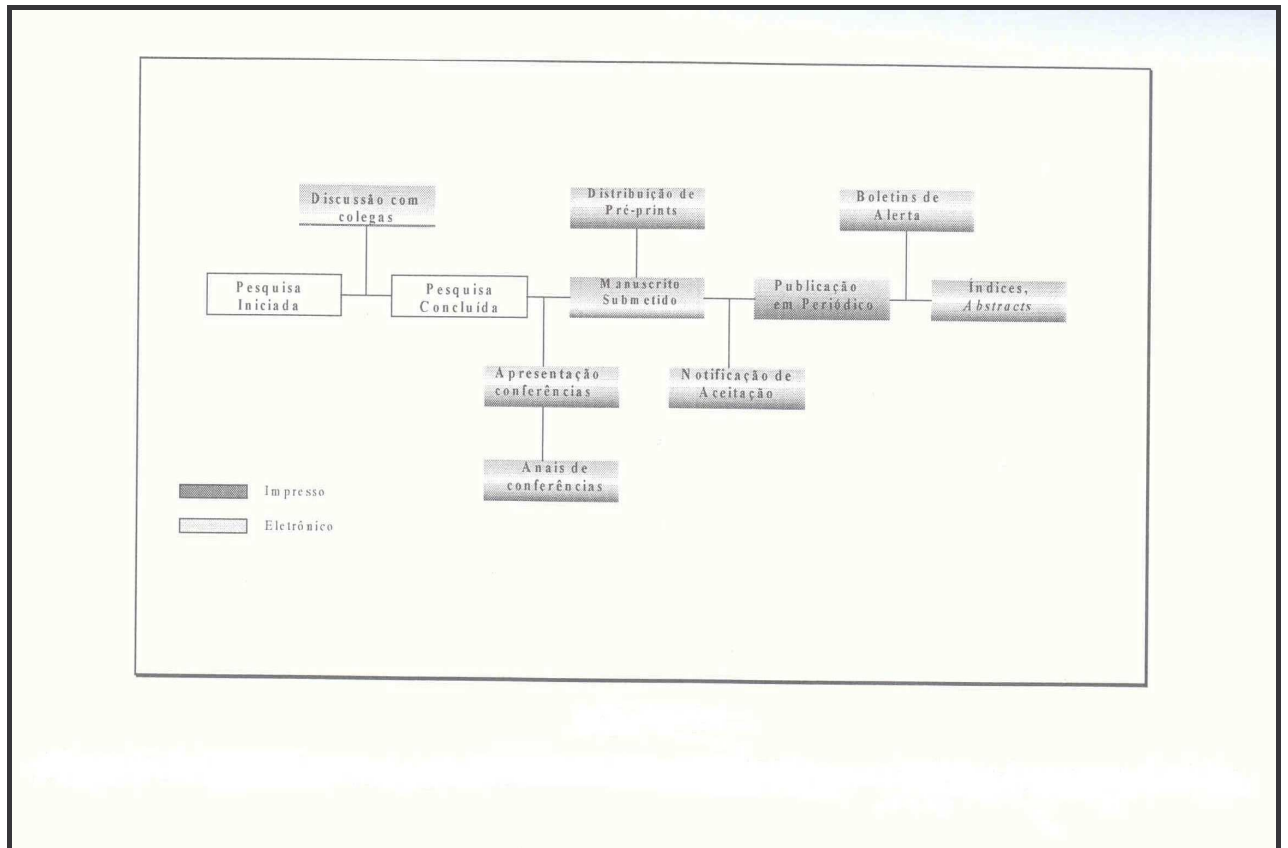 Discussão com
colegas
Distribuição de
Pré-prints
Boletins de
Alerta
Pesquisa
Iniciada
Pesquisa
Concluída
Manuscrito
Submetido
Publicação
em Periódico
Índices,
Abstracts
Apresentação
conferências
Notificação de
Aceitação
Anais de
conferências
Impresso
Eletrônico